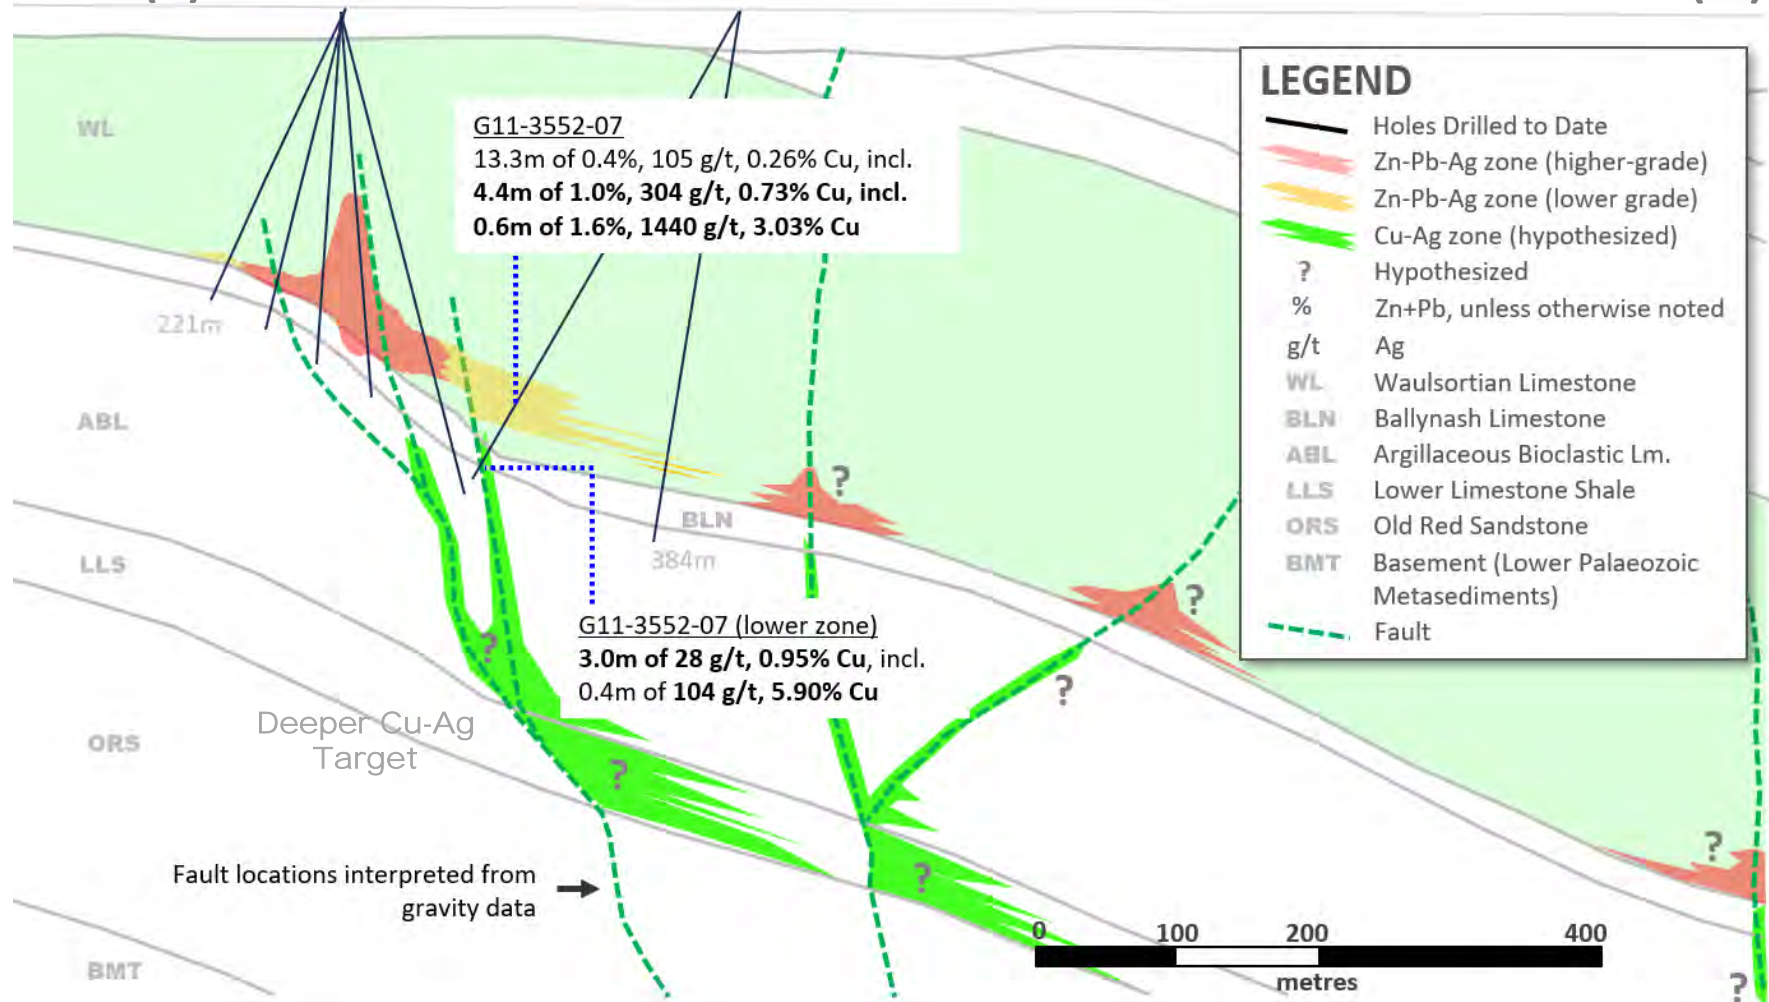 WL
G11-3552-07
13.3m of 0.4%, 105 g/t, 0.26% Cu, incl.
4.4m of 1.0%, 304 g/t, 0.73% Cu, incl.
0.6m of 1.6%, 1440 g/t, 3.03% Cu
LEGEND
Holes Drilled to Date
Zn-Pb-Ag zone (higher-grade)
Zn-Pb-Ag zone (lower grade)
Cu-Ag zone (hypothesized)
? Hypothesized
% Zn+Pb, unless otherwise noted
g/t Ag
WL Waulsortian Limestone
BLN Ballynash Limestone
ABL Argillaceous Bioclastic Lm.
LLS Lower Limestone Shale
ORS Old Red Sandstone
BMT Basement (Lower Palaeozoic
Metasediments)
Fault
221m
ABL
?
BLN
384m
LLS
?
G11-3552-07 (lower zone)
3.0m of 28 g/t, 0.95% Cu, incl.
0.4m of 104 g/t, 5.90% Cu
?
?
Deeper Cu-Ag
Target
ORS
?
?
?
Fault locations interpreted from
gravity data
BMT
0 100 200 400
metres
?